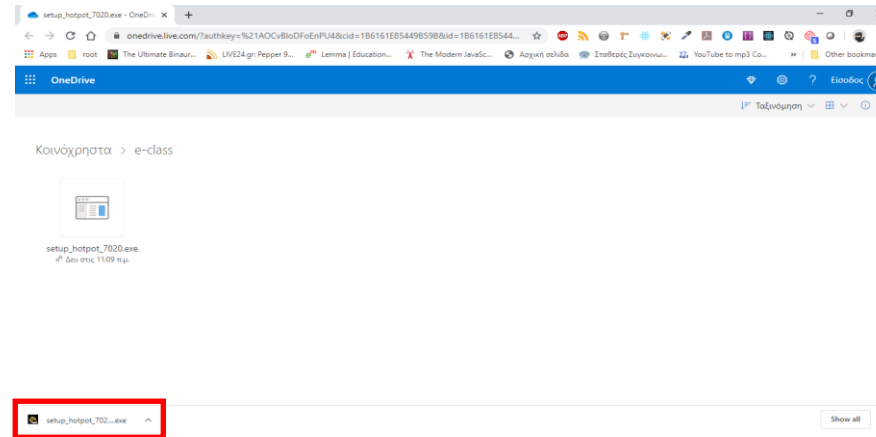 setup_hotpot_7020.exe - OneDri
onedrive.live.com/?authkey=%21AOCvBloDFoEnPU4&cid=1B6161E85449B59B&id=1B6161E8544...
Apps root The Ultimate Binaur... LIVE24.gr: Pepper 9... Lemma | Education... The Modern JavaSc... Αρχική σελίδα Σταθερές Συγκοινω... YouTube to mp3 Co... » Other bookma
OneDrive ? Είσοδος
Ταξινόμηση
Κοινόχρηστα > e-class
setup_hotpot_7020.exe
Δευ στις 11:09 π.μ.
setup_hotpot_702....exe Show all